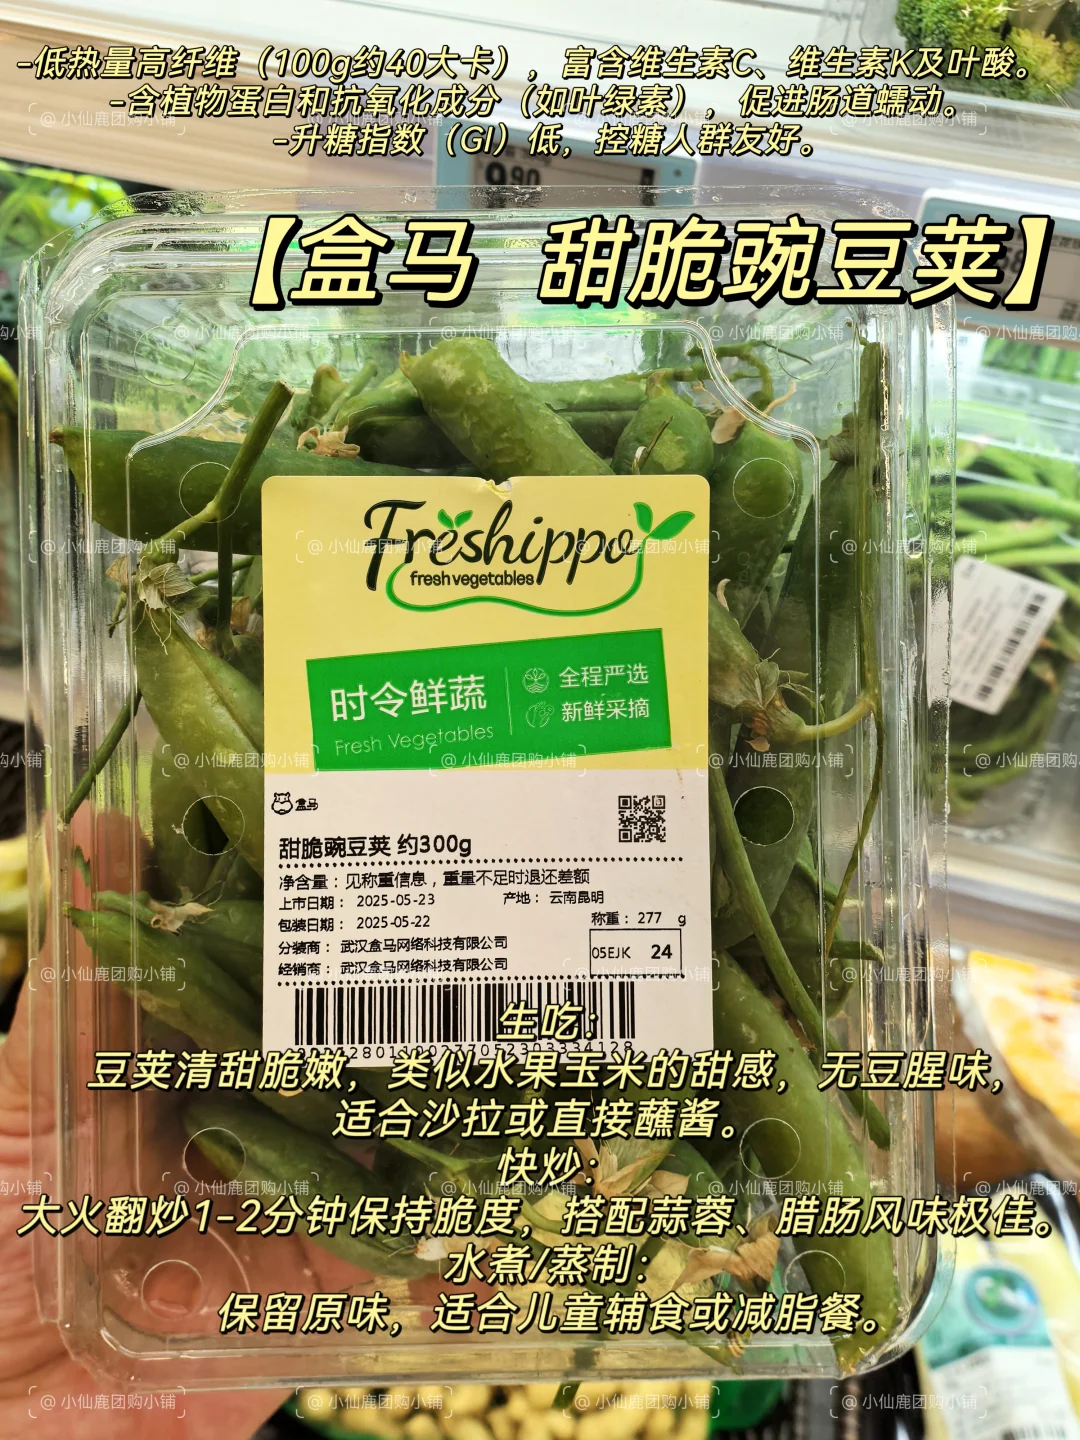 -低热量高纤维（100g约40大卡），富含维生素C、维生素K及叶酸。
-含植物蛋白和抗氧化成分（如叶绿素），促进肠道蠕动。
-升糖指数（GI）低，控糖人群友好。
9.90
【盒马 甜脆豌豆荚】
Freshippo
fresh vegetables
时令鲜蔬
Fresh Vegetables
全程严选
新鲜采摘
盒马
甜脆豌豆荚 约300g
净含量：见称重信息，重量不足时退还差额
上市日期： 2025-05-23 产地： 云南昆明
包装日期： 2025-05-22
称重： 277 g
分装商： 武汉盒马网络科技有限公司
经销商： 武汉盒马网络科技有限公司
05EJK 24
生吃：
豆荚清甜脆嫩，类似水果玉米的甜感，无豆腥味，
适合沙拉或直接蘸酱。
快炒：
大火翻炒1-2分钟保持脆度，搭配蒜蓉、腊肠风味极佳。
水煮/蒸制：
保留原味，适合儿童辅食或减脂餐。
@小仙鹿团购小铺